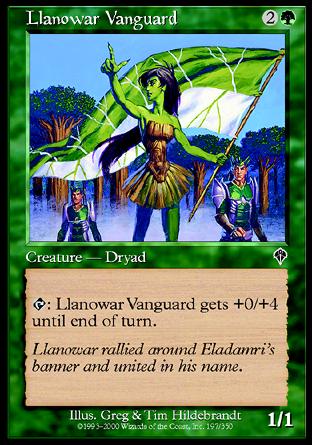 Llanowar Vanguard 2
Creature — Dryad
: Llanowar Vanguard gets +0/+4
until end of turn.
Llanowar rallied around Eladamri's
banner and united in his name.
Illus. Greg & Tim Hildebrandt
©1993–2000 Wizards of the Coast, Inc. 197/350
1/1